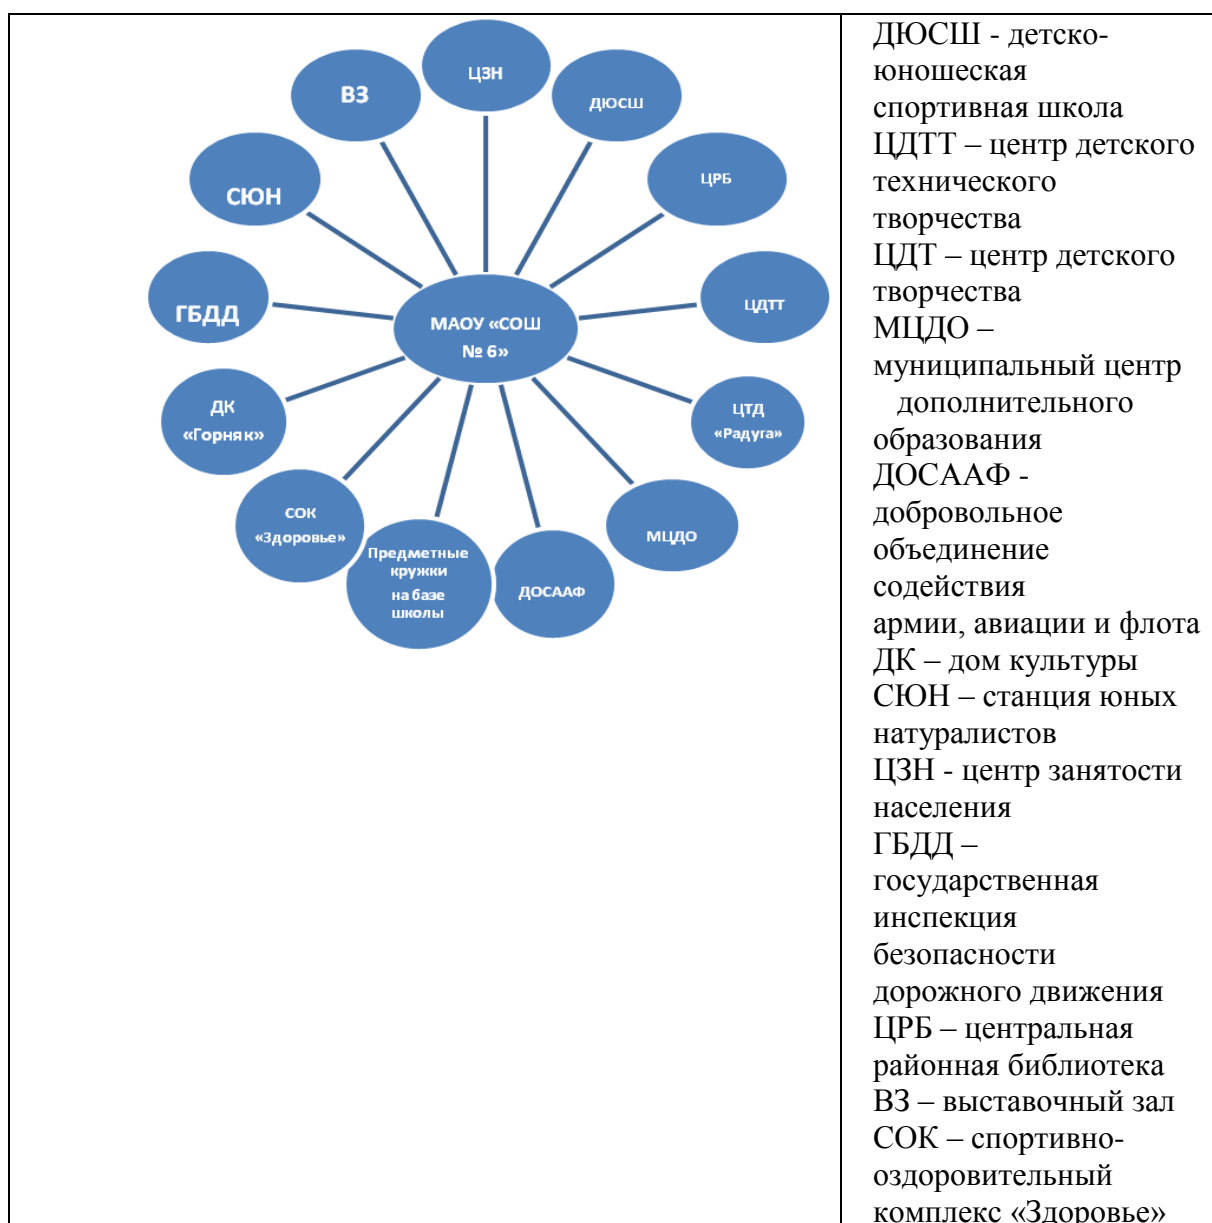 ЦЗН
ДЮСШ
ЦРБ
ЦДТТ
ЦТД
«Радуга»
МЦДО
ДОСААФ
Предметные
кружки
на базе
школы
СОК
«Здоровье»
ДК
«Горняк»
ГБДД
СЮН
ВЗ
МАОУ «СОШ
№ 6»
ДЮСШ - детско-
юношеская
спортивная школа
ЦДТТ – центр детского
технического
творчества
ЦДТ – центр детского
творчества
МЦДО –
муниципальный центр
дополнительного
образования
ДОСААФ -
добровольное
объединение
содействия
армии, авиации и флота
ДК – дом культуры
СЮН – станция юных
натуралистов
ЦЗН - центр занятости
населения
ГБДД –
государственная
инспекция
безопасности
дорожного движения
ЦРБ – центральная
районная библиотека
ВЗ – выставочный зал
СОК – спортивно-
оздоровительный
комплекс «Здоровье»